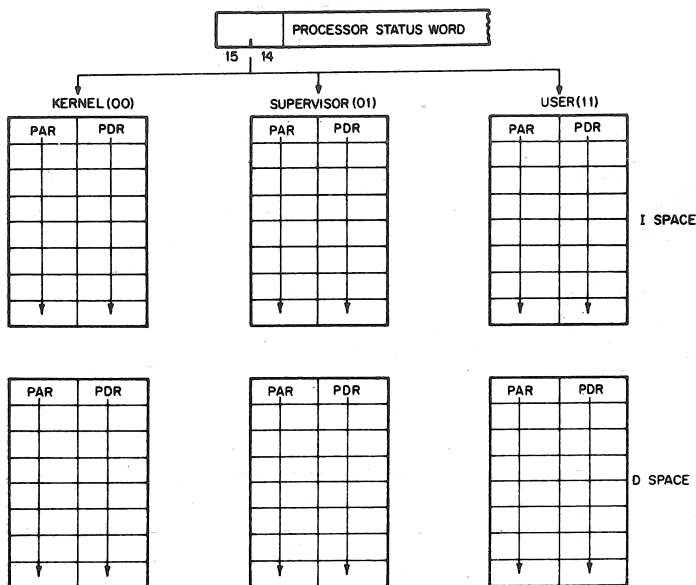 PROCESSOR STATUS WORD
15 14
KERNEL (00) SUPERVISOR (01) USER (11)
PAR PDR PAR PDR PAR PDR
I SPACE
PAR PDR PAR PDR PAR PDR
D SPACE